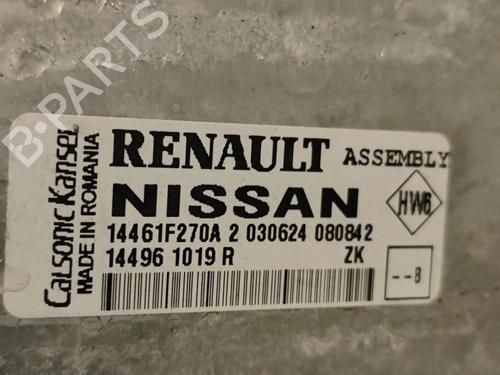 B-PARTS
Calsonic Kansei
MADE IN ROMANIA
RENAULT ASSEMBLY
NISSAN
HW6
14461F270A 2 030624 080842
14496 1019 R ZK
--B